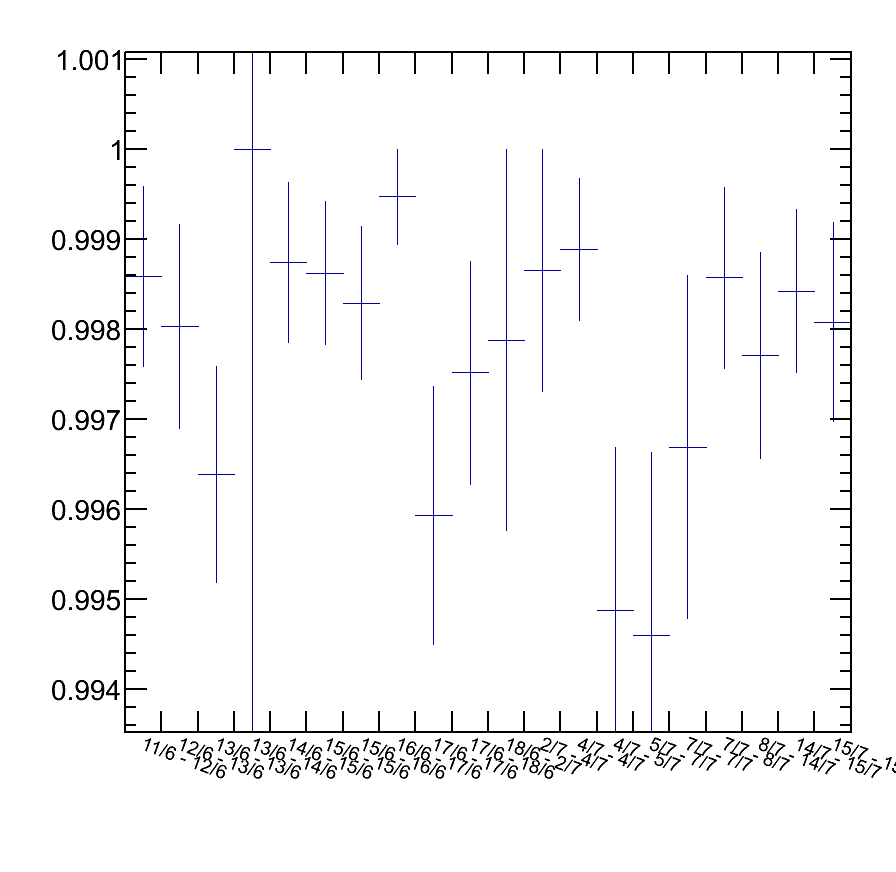 1.001
1
0.999
0.998
0.997
0.996
0.995
0.994
11/6 - 12/6
12/6 - 13/6
13/6 - 13/6
13/6 - 14/6
14/6 - 15/6
15/6 - 15/6
15/6 - 16/6
16/6 - 17/6
17/6 - 17/6
17/6 - 18/6
18/6 - 2/7
2/7 - 4/7
4/7 - 4/7
4/7 - 5/7
5/7 - 7/7
7/7 - 7/7
7/7 - 8/7
8/7 - 14/7
14/7 - 15/7
15/7 -